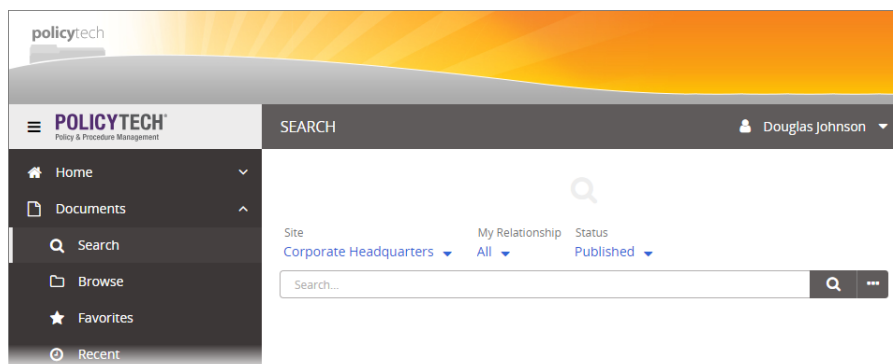 policytech
POLICYTECH®
Policy & Procedure Management
SEARCH
Douglas Johnson
Home
Documents
Search
Browse
Favorites
Recent
Site
My Relationship
Status
Corporate Headquarters
All
Published
Search...